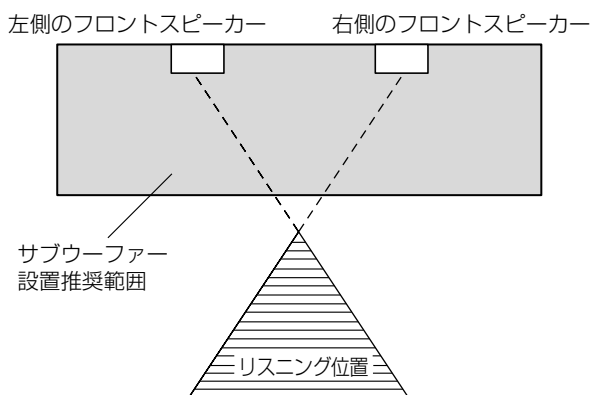 左側のフロントスピーカー
右側のフロントスピーカー
サブウーファー
設置推奨範囲
リスニング位置